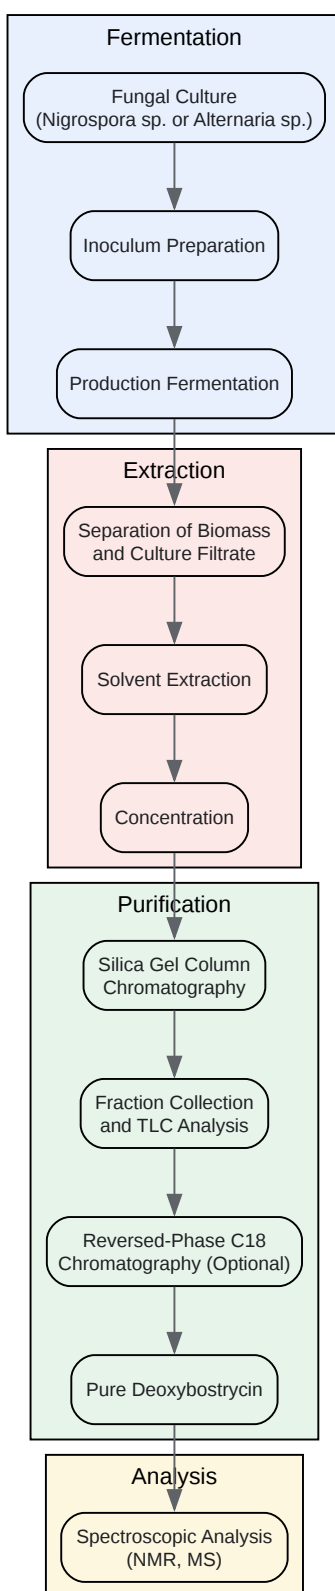 Fermentation
Fungal Culture
(Nigrospora sp. or Alternaria sp.)
Inoculum Preparation
Production Fermentation
Extraction
Separation of Biomass
and Culture Filtrate
Solvent Extraction
Concentration
Purification
Silica Gel Column
Chromatography
Fraction Collection
and TLC Analysis
Reversed-Phase C18
Chromatography (Optional)
Pure Deoxybostrycin
Analysis
Spectroscopic Analysis
(NMR, MS)